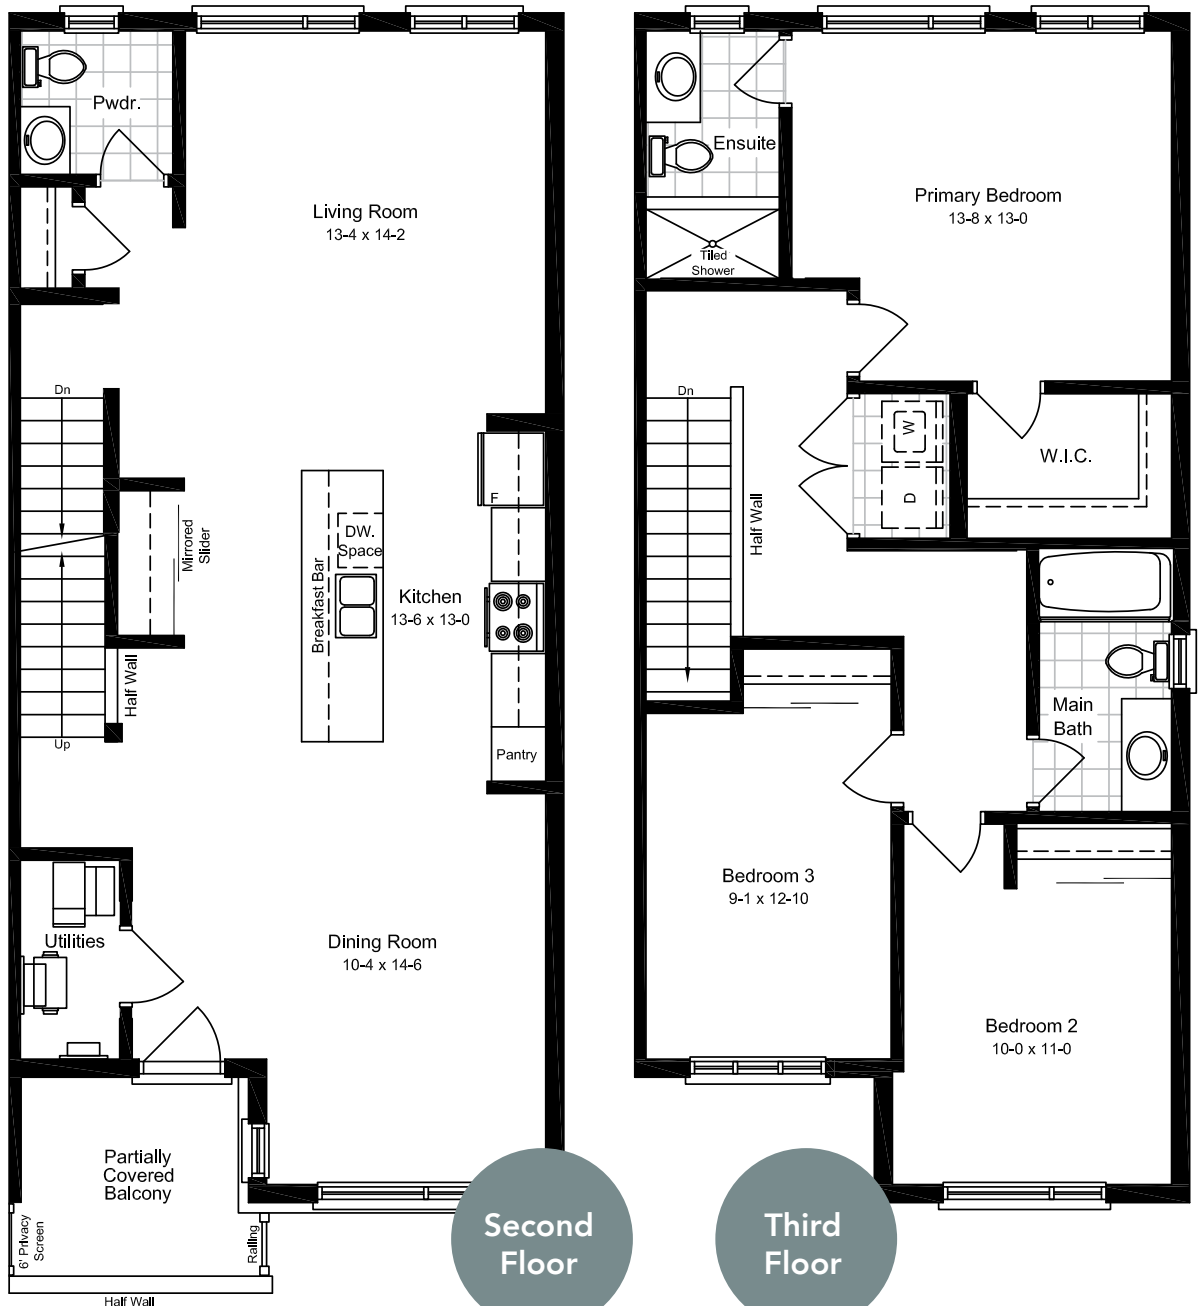 Pwdr.
Living Room
13-4 x 14-2
Dn
Mirrored
Slider
Half Wall
Up
Breakfast Bar
DW.
Space
F
Kitchen
13-6 x 13-0
Pantry
Utilities
Dining Room
10-4 x 14-6
Partially
Covered
Balcony
6' Privacy
Screen
Railing
Half Wall
Second
Floor
Ensuite
Tiled
Shower
Primary Bedroom
13-8 x 13-0
Dn
Half Wall
W
D
W.I.C.
Main
Bath
Bedroom 3
9-1 x 12-10
Bedroom 2
10-0 x 11-0
Third
Floor